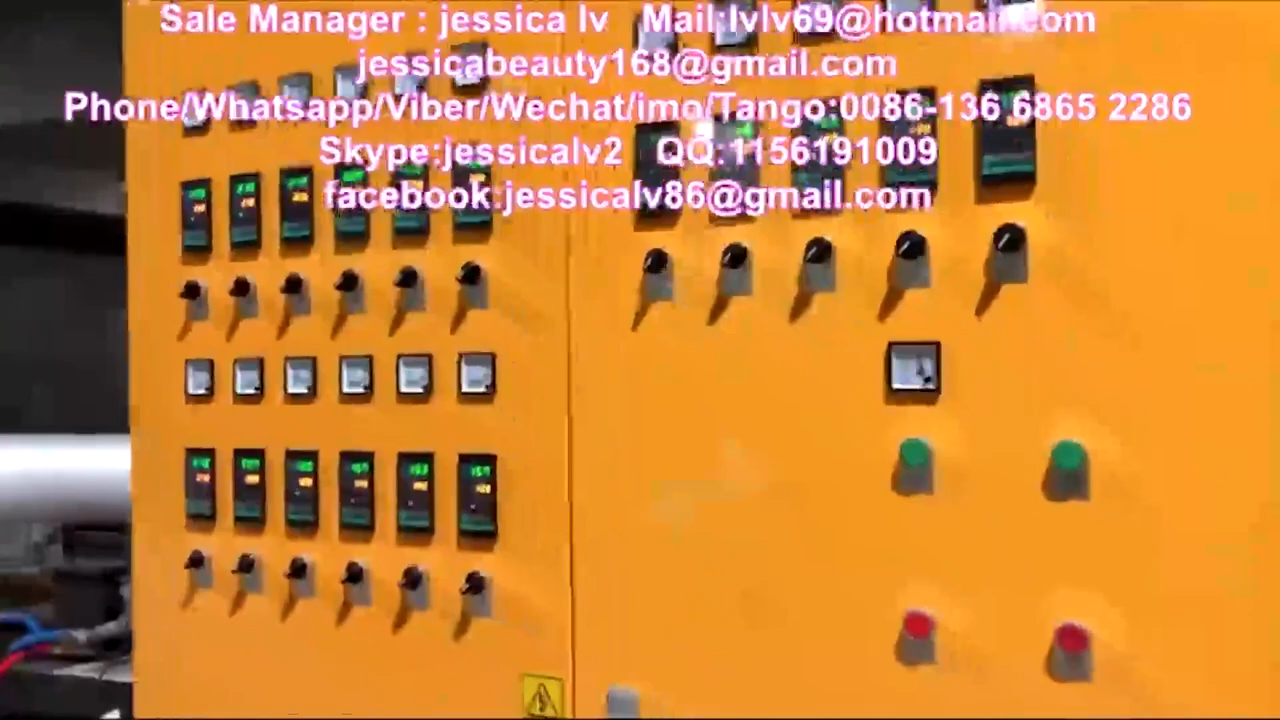 Sale Manager : jessica lv Mail:lvlv69@hotmail.com
jessicabeauty168@gmail.com
Phone/Whatsapp/Viber/Wechat/imo/Tango:0086-136 6865 2286
Skype:jessicalv2 QQ:1156191009
facebook:jessicalv86@gmail.com